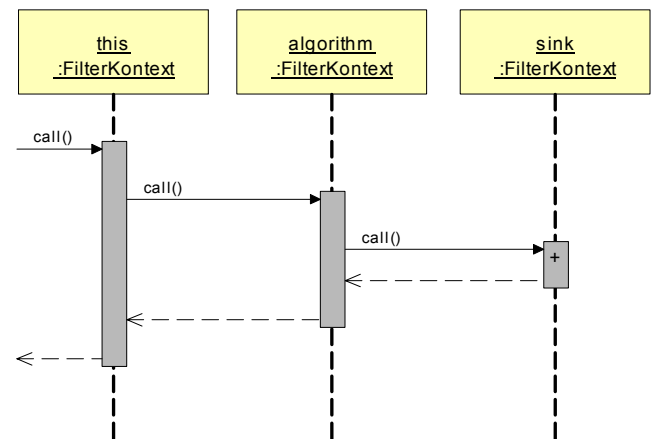 this
:FilterKontext
algorithm
:FilterKontext
sink
:FilterKontext
call()
call()
call()
+